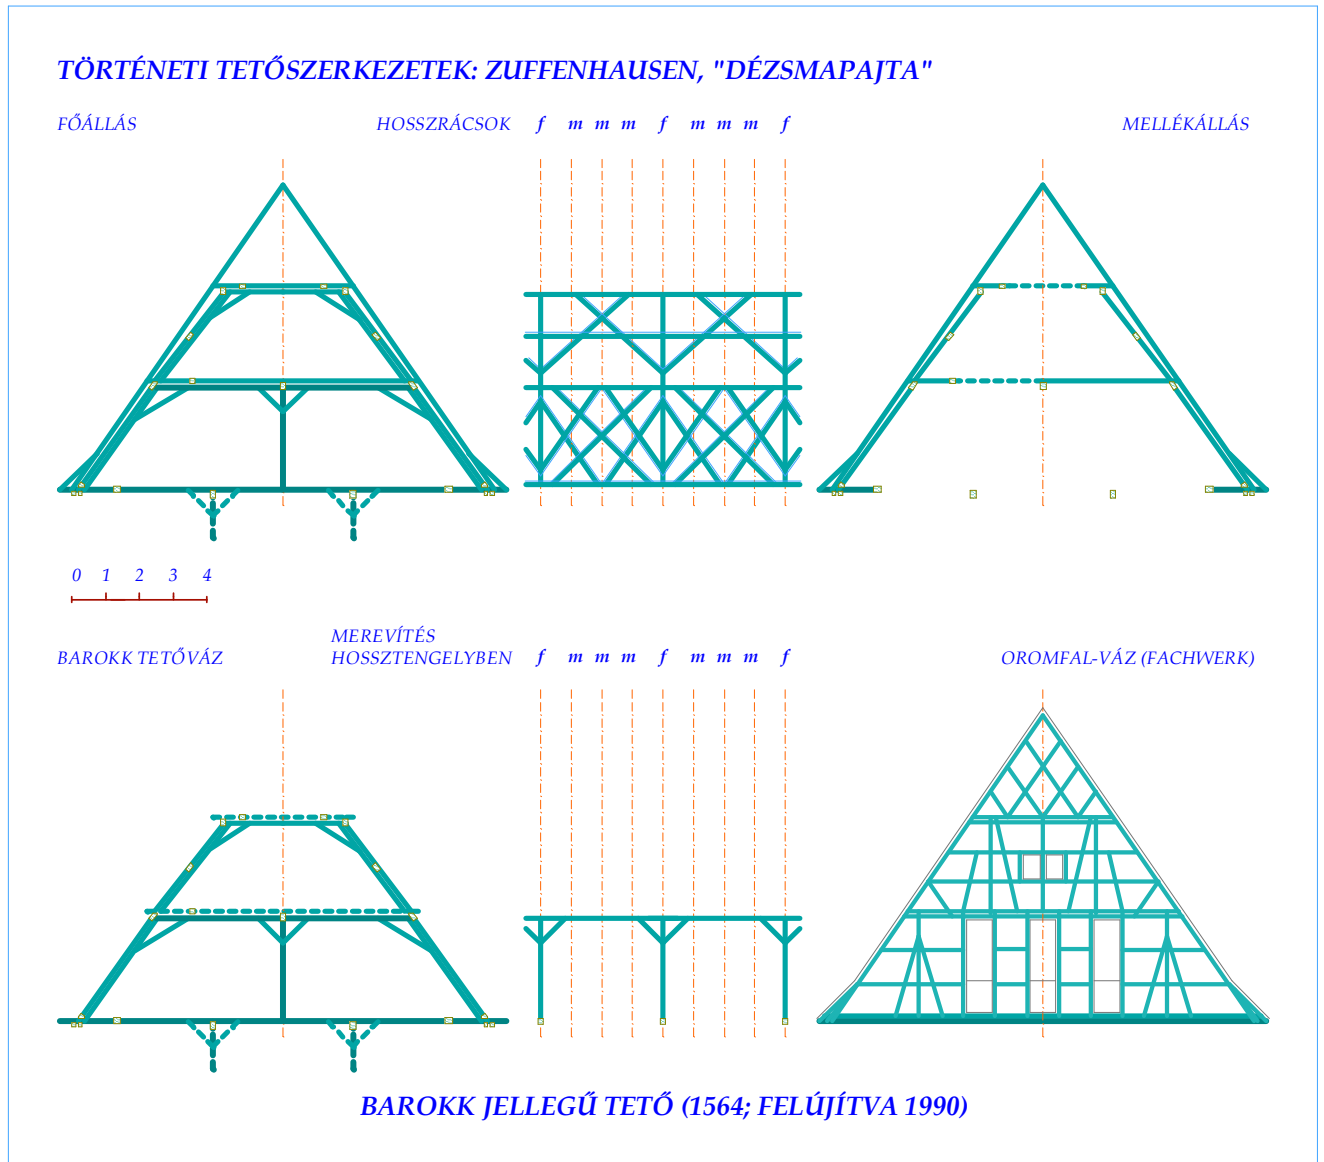 TÖRTÉNETI TETŐSZERKEZETEK: ZUFFENHAUSEN, "DÉZSMAPAJTA"
FŐÁLLÁS
HOSSZRÁCSOK f m m m f m m m f
MELLÉKÁLLÁS
0 1 2 3 4
BAROKK TETŐVÁZ
MEREVÍTÉS
HOSSZTENGELYBEN f m m m f m m m f
OROMFAL-VÁZ (FACHWERK)
BAROKK JELLEGŰ TETŐ (1564; FELÚJÍTVA 1990)